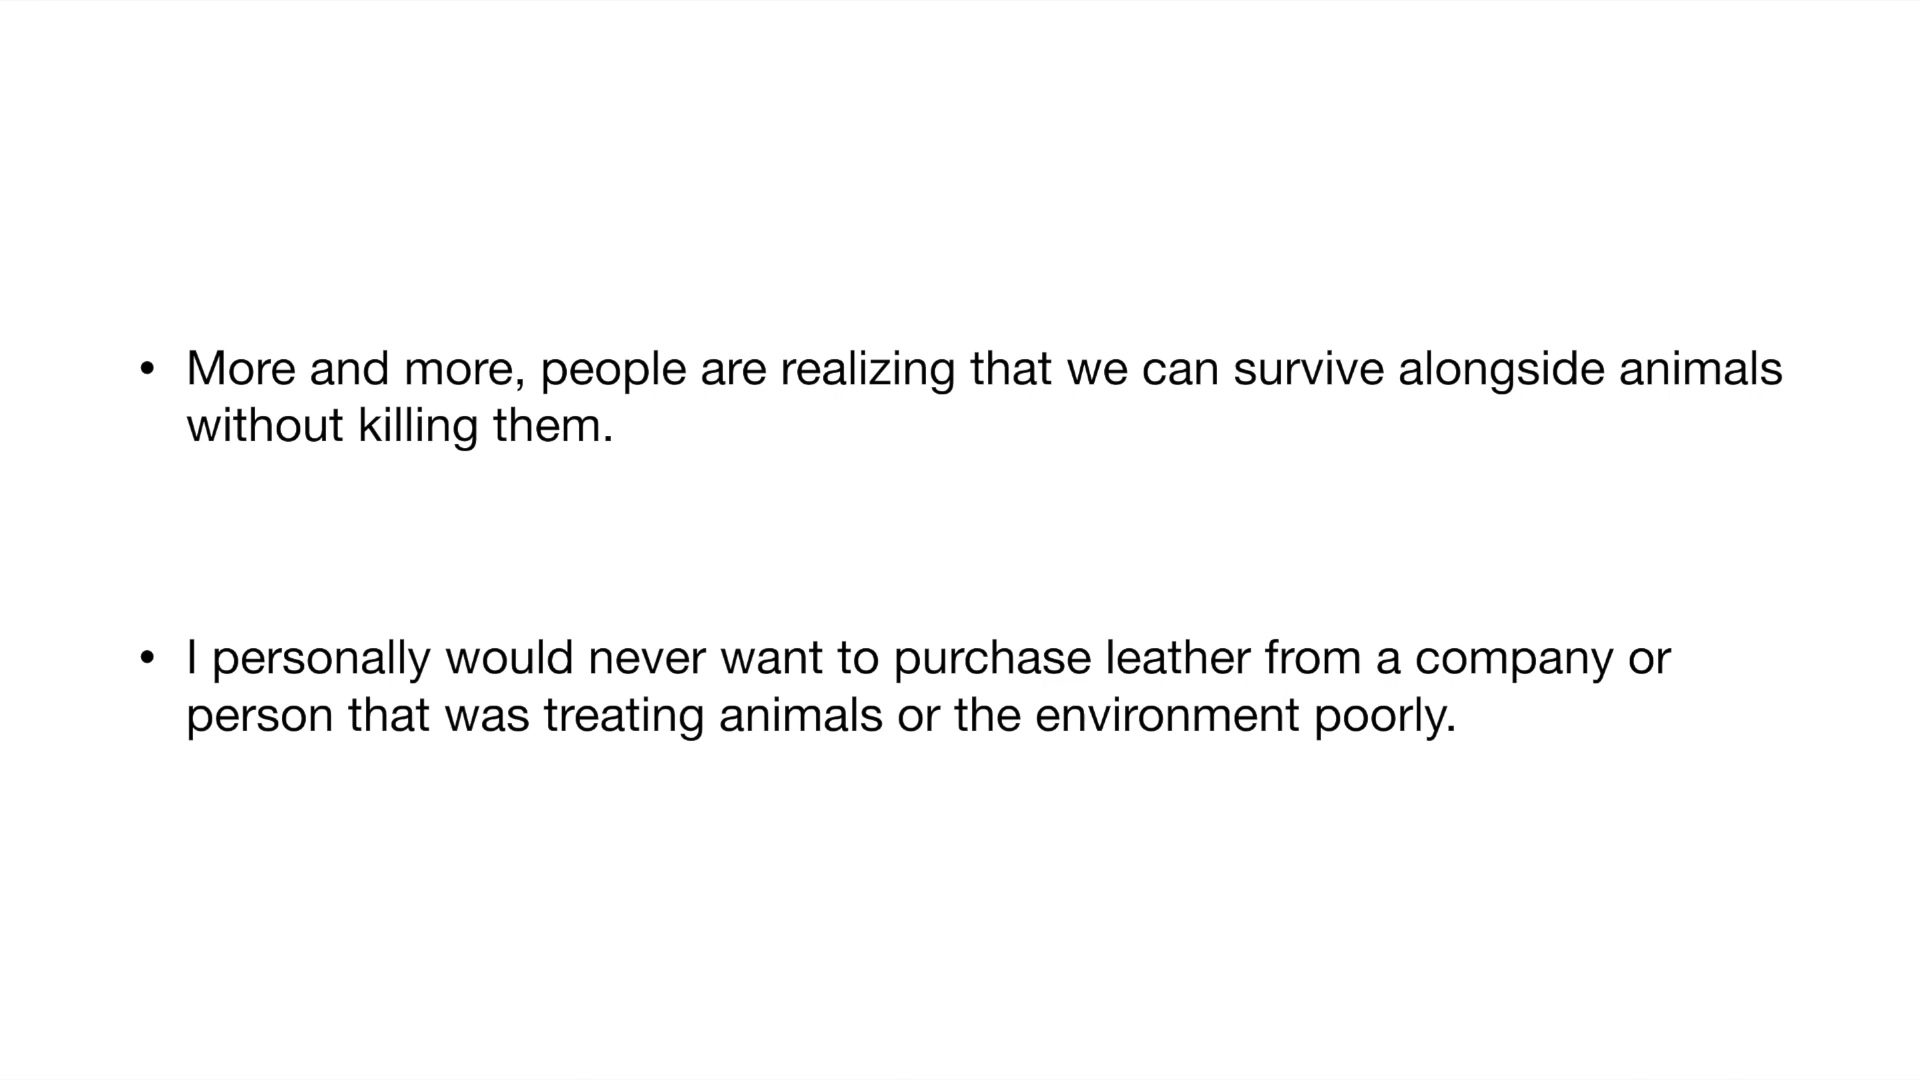 • More and more, people are realizing that we can survive alongside animals
without killing them.
• I personally would never want to purchase leather from a company or
person that was treating animals or the environment poorly.